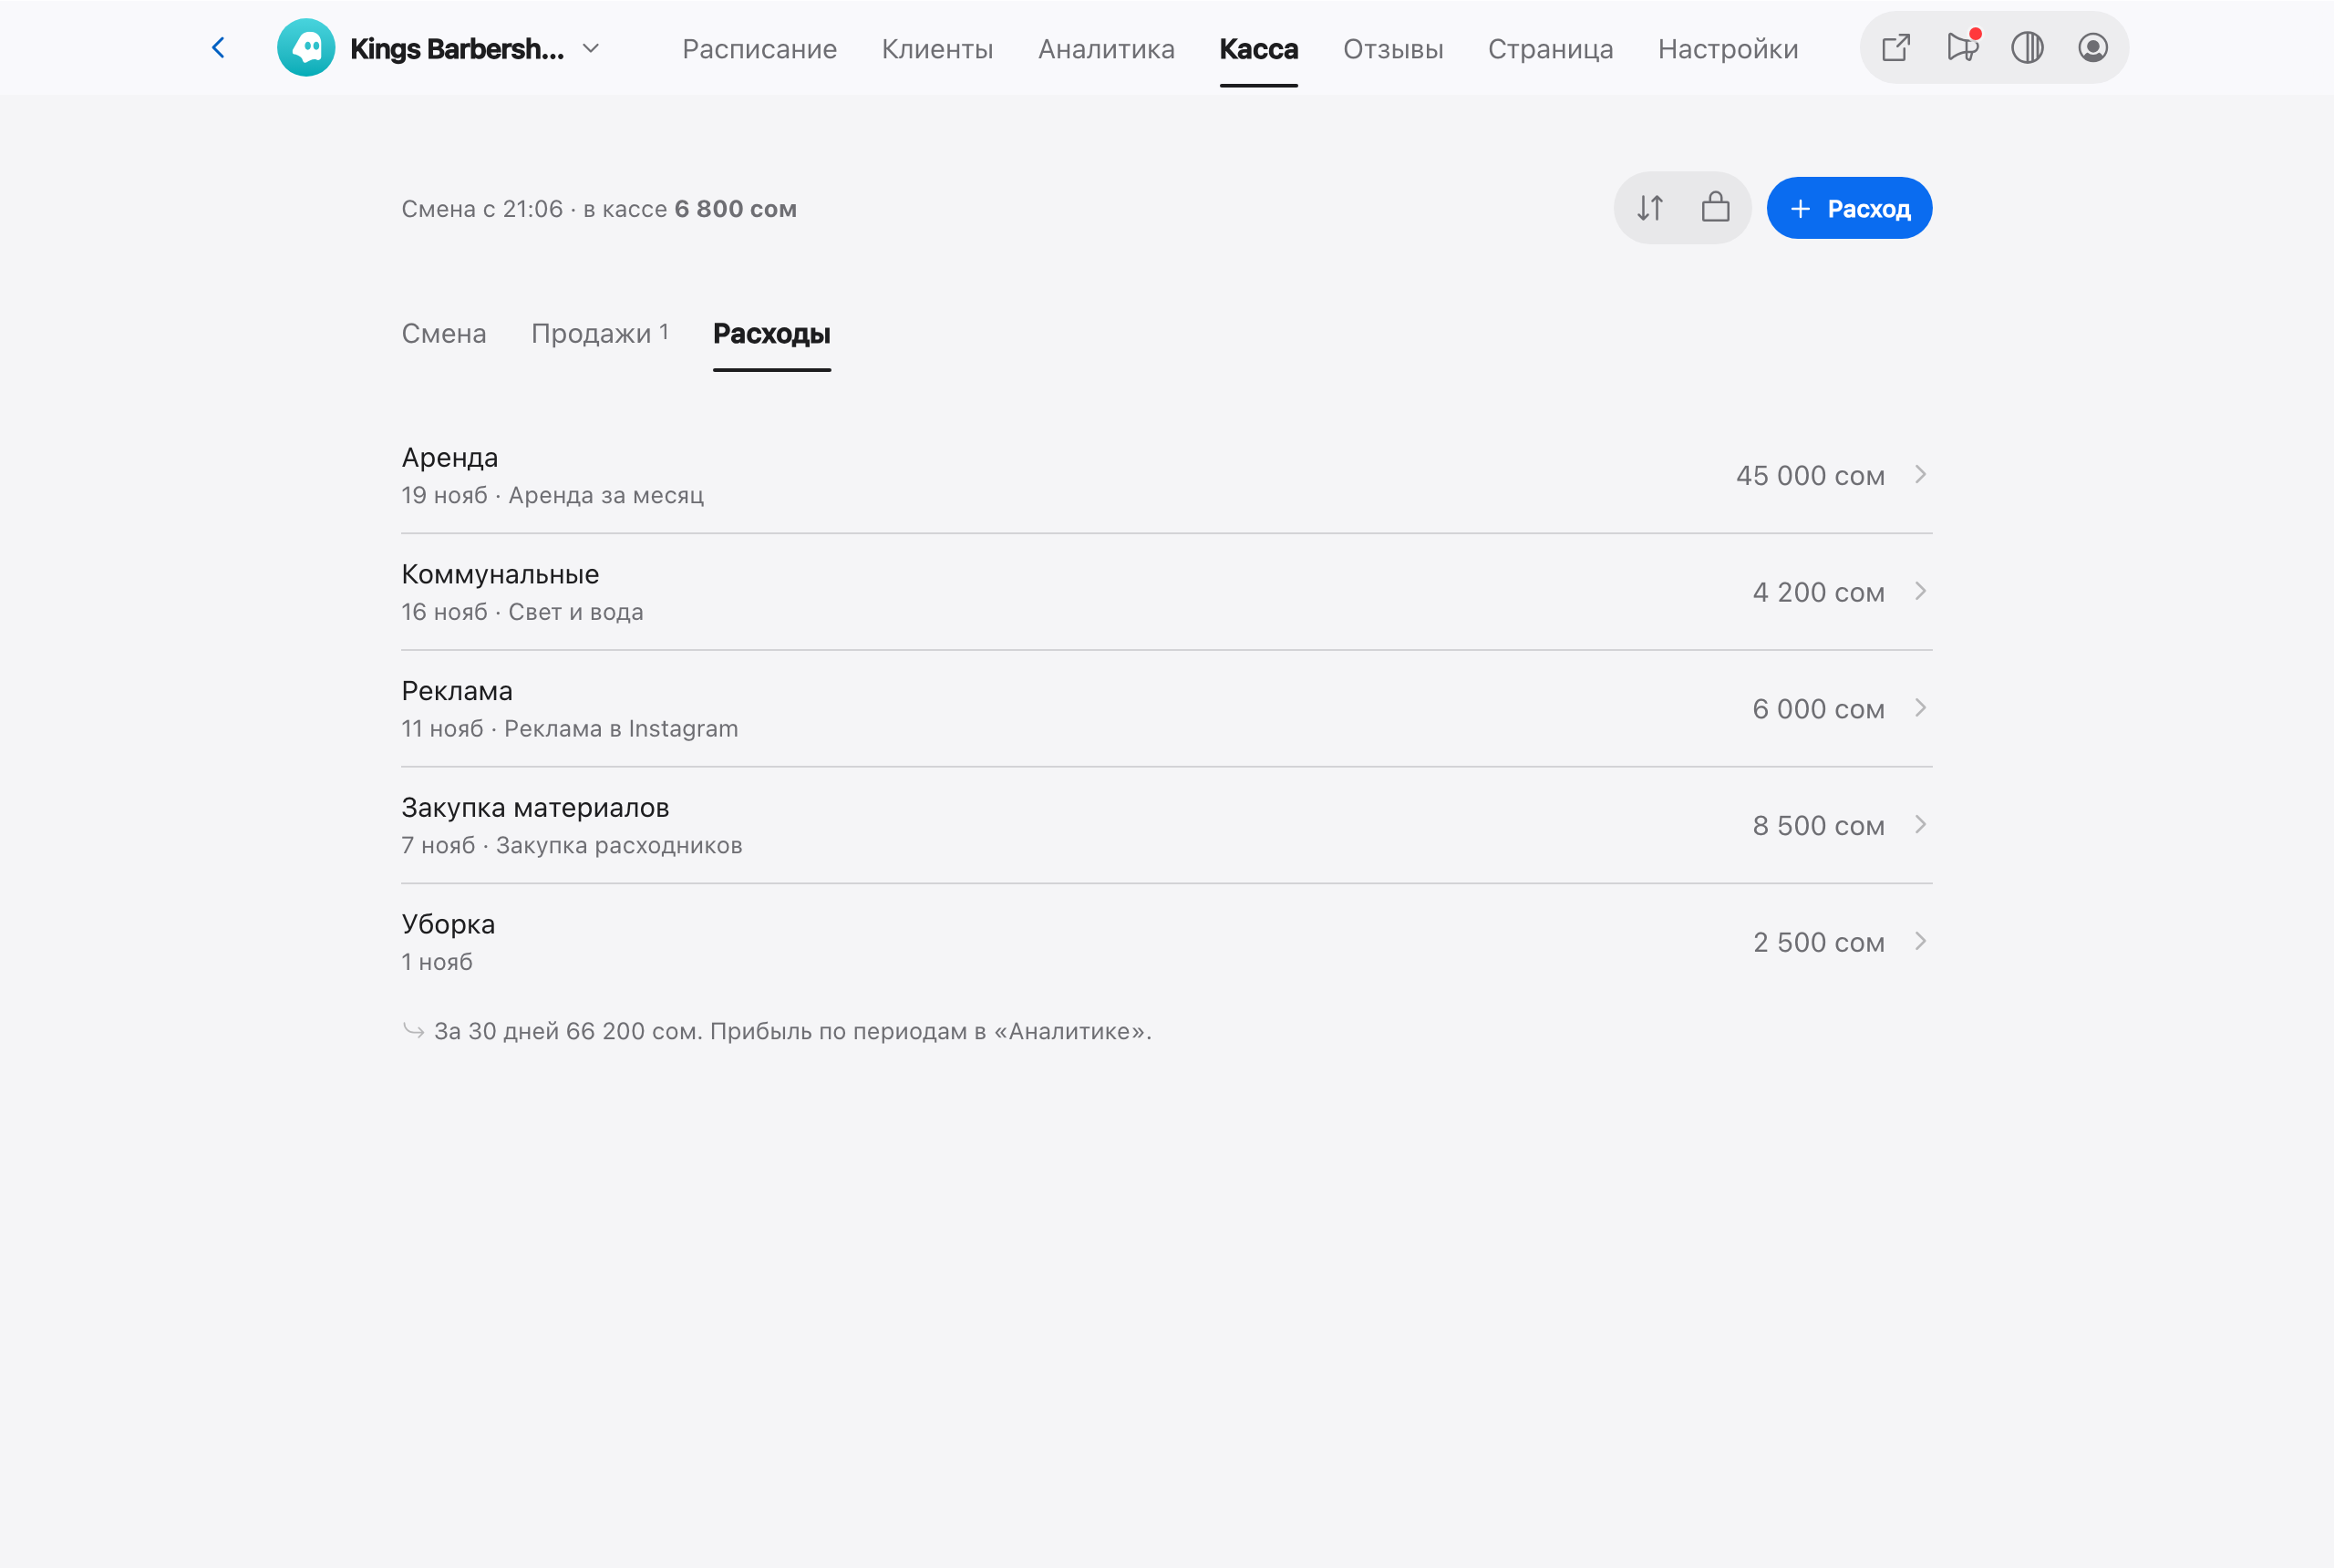 Kings Barbersh...
Расписание
Клиенты
Аналитика
Касса
Отзывы
Страница
Настройки
Смена с 21:06 · в кассе 6 800 сом
+ Расход
Смена
Продажи 1
Расходы
Аренда
19 нояб · Аренда за месяц
45 000 сом
Коммунальные
16 нояб · Свет и вода
4 200 сом
Реклама
11 нояб · Реклама в Instagram
6 000 сом
Закупка материалов
7 нояб · Закупка расходников
8 500 сом
Уборка
1 нояб
2 500 сом
За 30 дней 66 200 сом. Прибыль по периодам в «Аналитике».